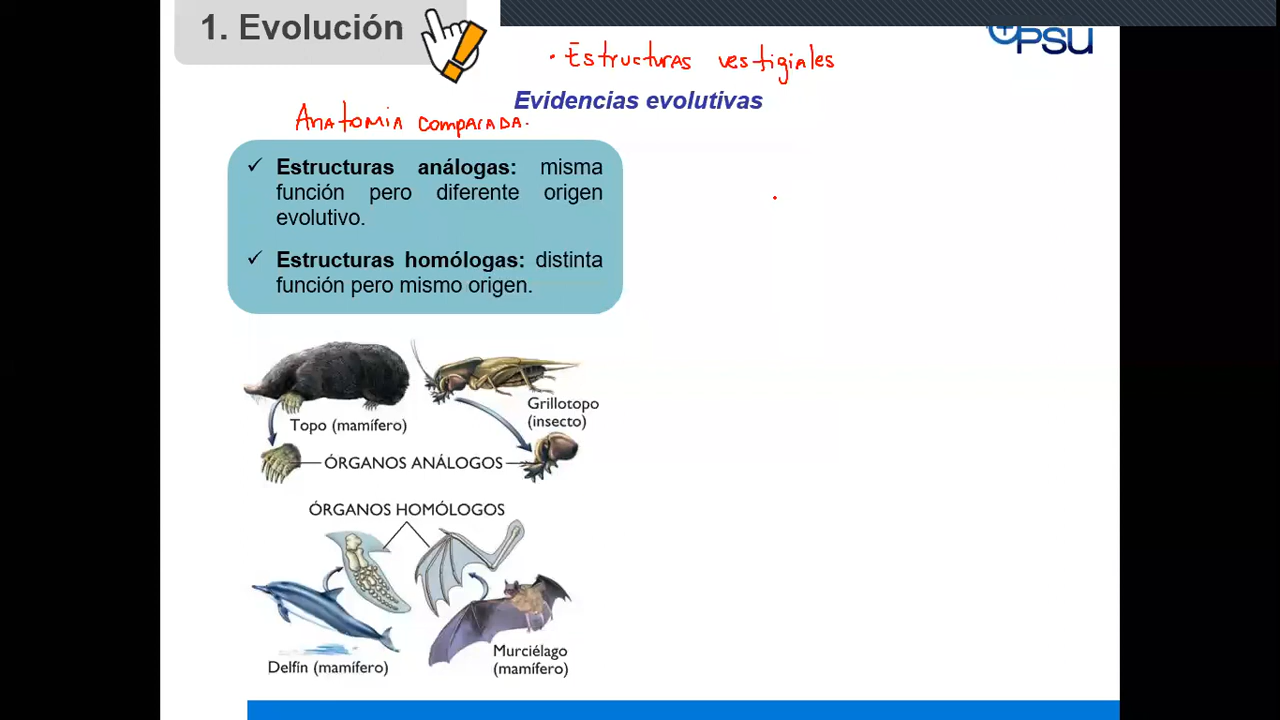 1. Evolución
PSU
• Estructuras vestigiales
Evidencias evolutivas
Anatomia comparada.
✓ Estructuras análogas: misma
función pero diferente origen
evolutivo.
✓ Estructuras homólogas: distinta
función pero mismo origen.
Grillotopo
(insecto)
Topo (mamífero)
ÓRGANOS ANÁLOGOS
ÓRGANOS HOMÓLOGOS
Murciélago
(mamífero)
Delfín (mamífero)